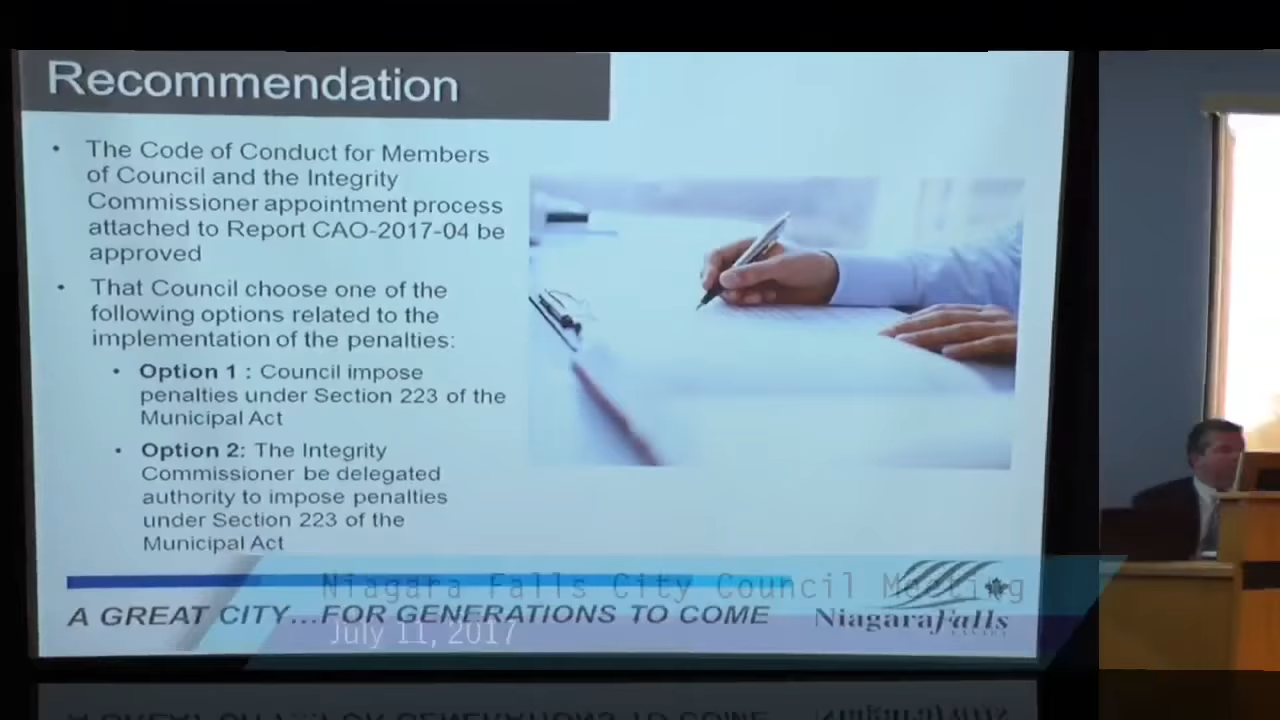 Recommendation
• The Code of Conduct for Members
of Council and the Integrity
Commissioner appointment process
attached to Report CAO-2017-04 be
approved
• That Council choose one of the
following options related to the
implementation of the penalties:
• Option 1 : Council impose
penalties under Section 223 of the
Municipal Act
• Option 2: The Integrity
Commissioner be delegated
authority to impose penalties
under Section 223 of the
Municipal Act
Niagara Falls City Council Meeting
A GREAT CITY...FOR GENERATIONS TO COME
NiagaraFalls
CANADA
July 11, 2017